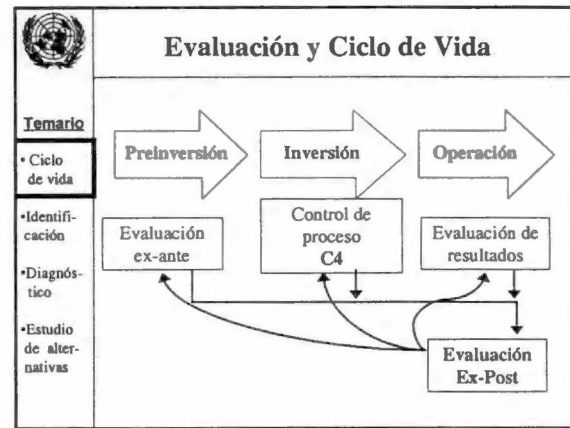 Evaluación y Ciclo de Vida
Temario
• Ciclo
de vida
•Identifi-
cación
•Diagnós-
tico
•Estudio
de alter-
nativas
Preinversión
Inversión
Operación
Evaluación
ex-ante
Control de
proceso
C4
Evaluación de
resultados
Evaluación
Ex-Post